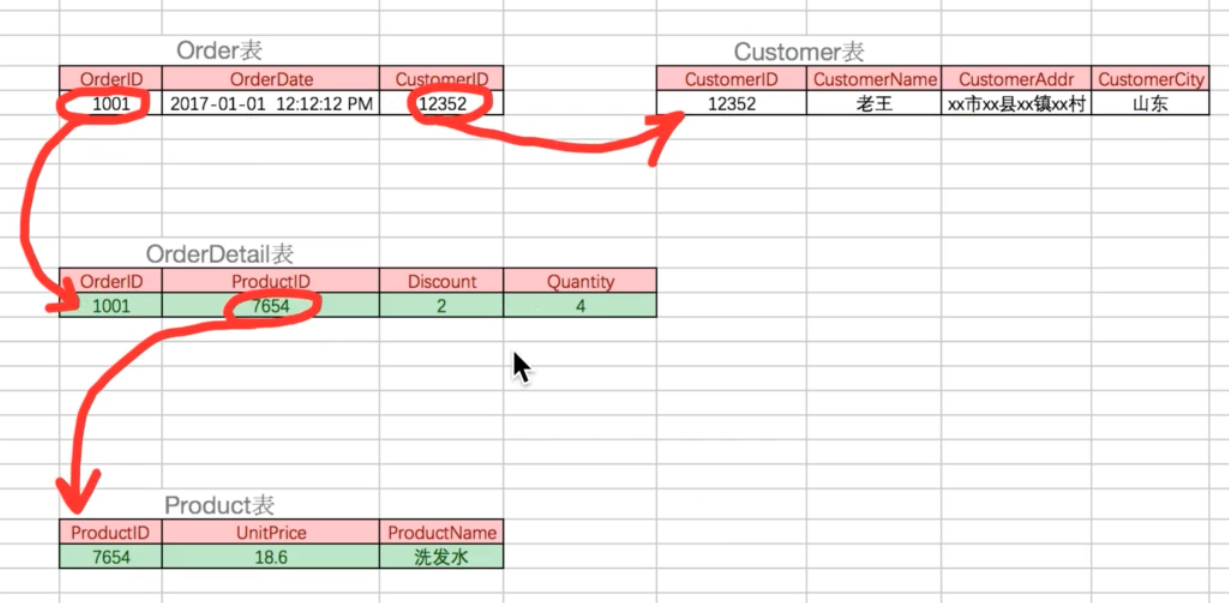 Order表
OrderID OrderDate CustomerID
1001 2017-01-01 12:12:12 PM 12352
Customer表
CustomerID CustomerName CustomerAddr CustomerCity
12352 老王 xx市xx县xx镇xx村 山东
OrderDetail表
OrderID ProductID Discount Quantity
1001 7654 2 4
Product表
ProductID UnitPrice ProductName
7654 18.6 洗发水